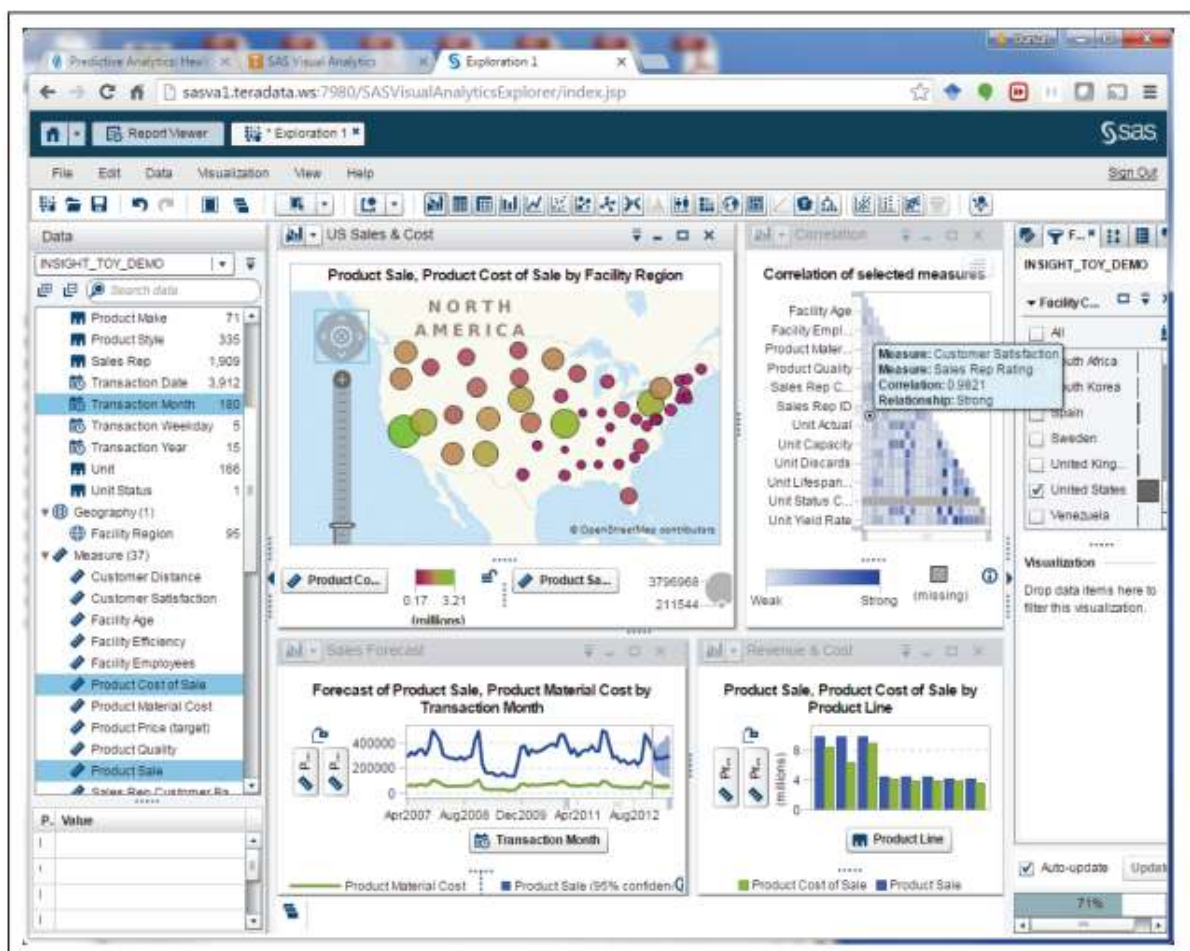 Predictive Analytics: Heal
SAS Visual Analytics
Exploration 1
sasva1.teradata.ws:7980/SASVisualAnalyticsExplorer/index.jsp
Report Viewer
* Exploration 1
sas
File Edit Data Visualization View Help
Sign Out
Data
INSIGHT_TOY_DEMO
Search data
Product Make 71
Product Style 335
Sales Rep 1,909
Transaction Date 3,912
Transaction Month 180
Transaction Weekday 5
Transaction Year 15
Unit 166
Unit Status 1
Geography (1)
Facility Region 95
Measure (37)
Customer Distance
Customer Satisfaction
Facility Age
Facility Efficiency
Facility Employees
Product Cost of Sale
Product Material Cost
Product Price (target)
Product Quality
Product Sale
Sales Rep Customer Ba
P.. Value
US Sales & Cost
Product Sale, Product Cost of Sale by Facility Region
NORTH
AMERICA
© OpenStreetMap contributors
Product Co...
0.17 3.21
(millions)
Product Sa...
3796968
211544
Correlation
Correlation of selected measures
Facility Age
Facility Empl...
Product Mater...
Product Quality
Sales Rep C...
Sales Rep ID
Unit Actual
Unit Capacity
Unit Discards
Unit Lifespan...
Unit Status C...
Unit Yield Rate
Measure: Customer Satisfaction
Measure: Sales Rep Rating
Correlation: 0.9821
Relationship: Strong
Weak
Strong
(missing)
F...
INSIGHT_TOY_DEMO
Facility C...
All
outh Africa
outh Korea
Spain
Sweden
United King...
United States
Venezuela
Visualization
Drop data items here to
filter this visualization.
Auto-update
Updat
71%
Sales Forecast
Forecast of Product Sale, Product Material Cost by
Transaction Month
400000
200000
0
P...
P...
Apr2007 Aug2008 Dec2009 Apr2011 Aug2012
Transaction Month
Product Material Cost
Product Sale (95% confiden
Revenue & Cost
Product Sale, Product Cost of Sale by
Product Line
(millions)
8
4
0
Product Line
Product Cost of Sale
Product Sale